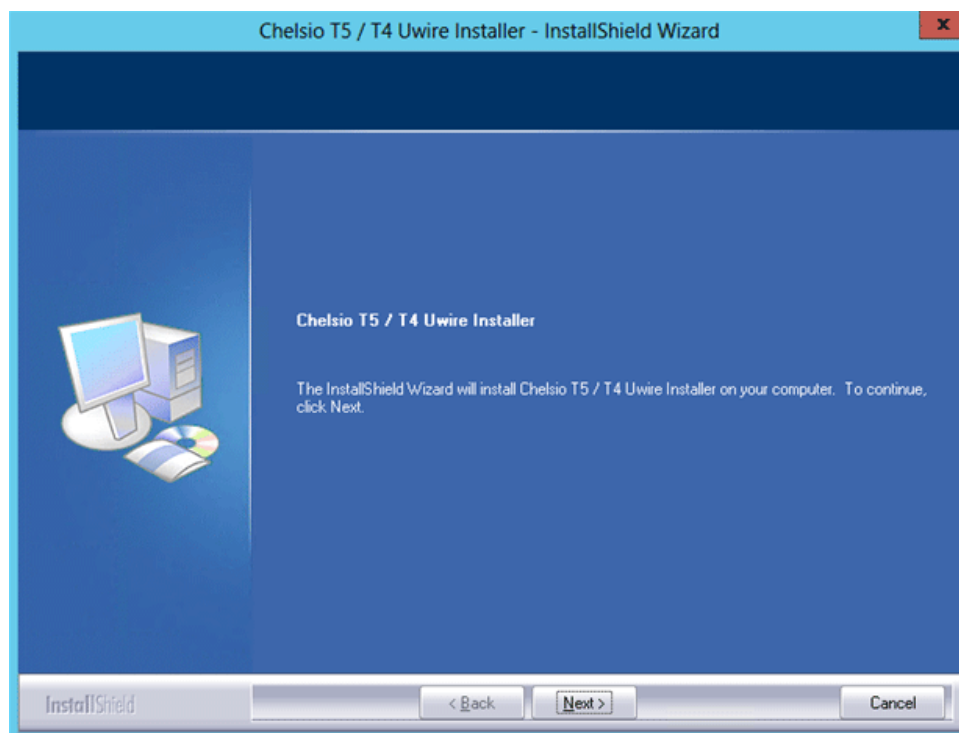 Chelsio T5 / T4 Uwire Installer - InstallShield Wizard
x
Chelsio T5 / T4 Uwire Installer
The InstallShield Wizard will install Chelsio T5 / T4 Uwire Installer on your computer. To continue,
click Next.
InstallShield
< Back
Next >
Cancel